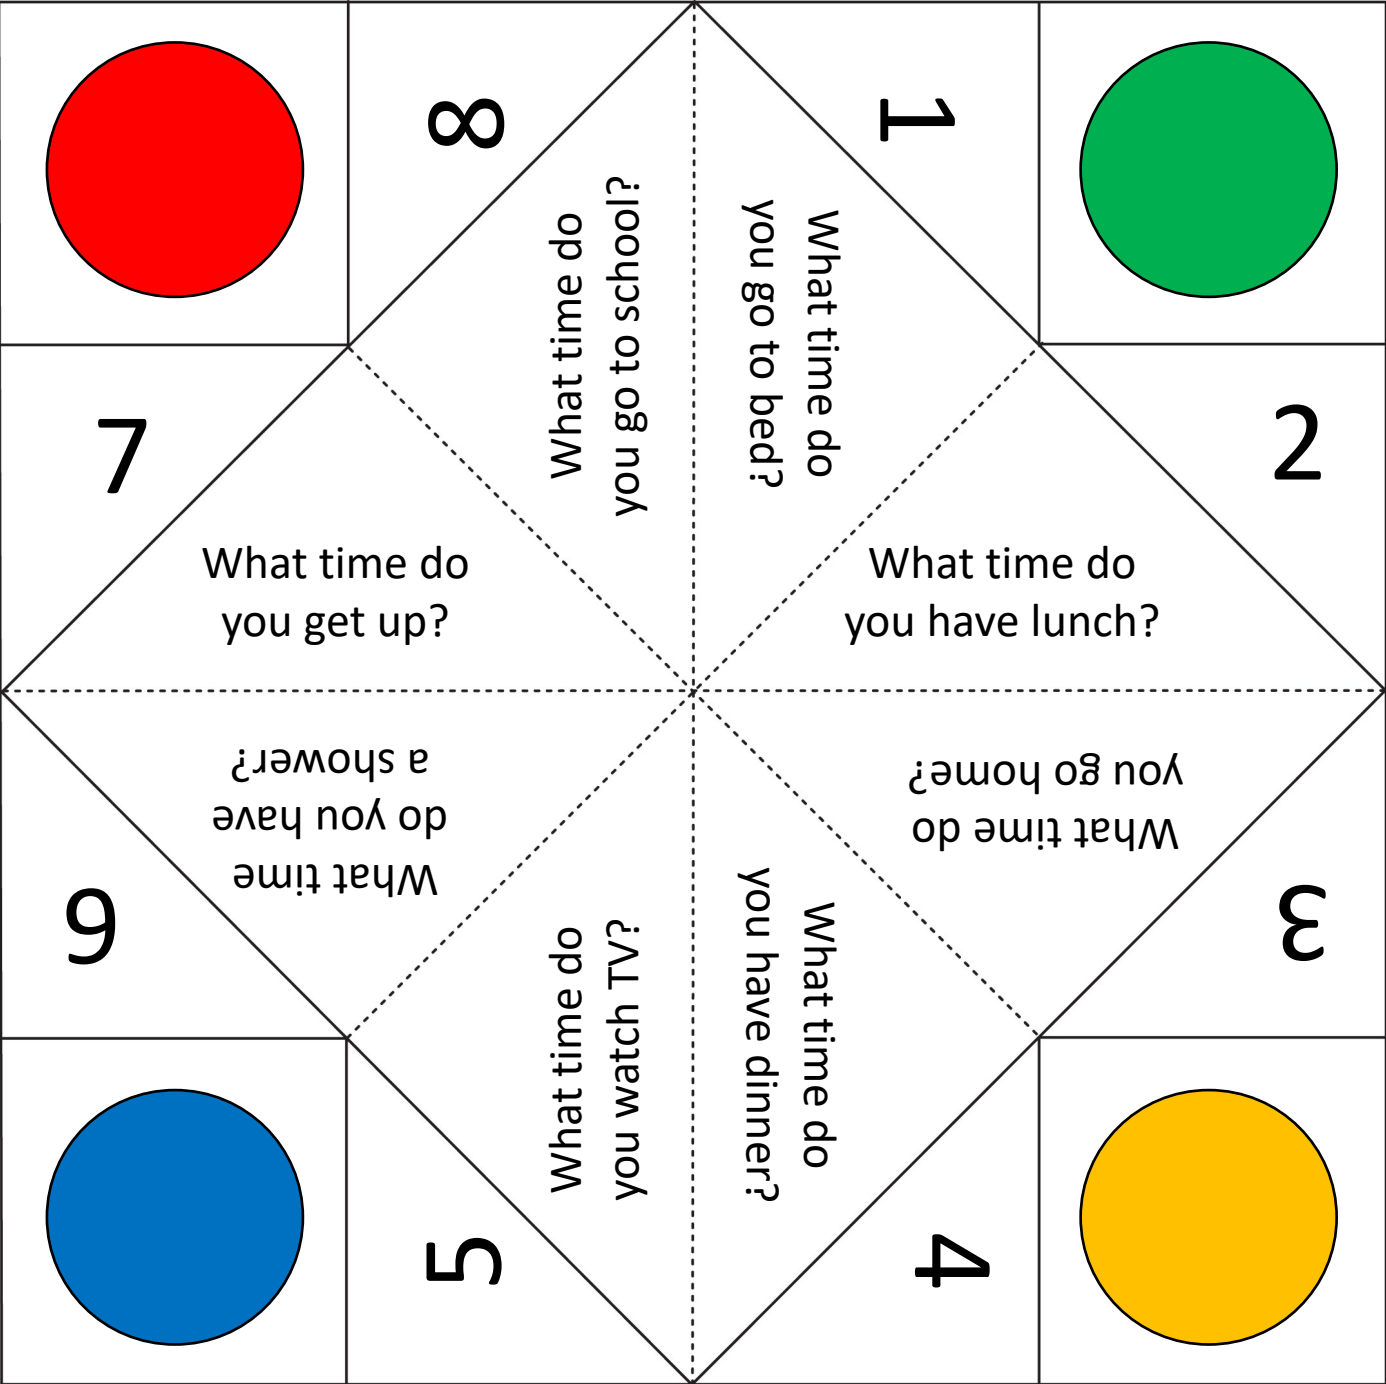 8
1
What time do
you go to school?
What time do
you go to bed?
7
2
What time do
you get up?
What time do
you have lunch?
What time
do you have
a shower?
What time do
you go home?
6
3
What time do
you watch TV?
What time do
you have dinner?
5
4